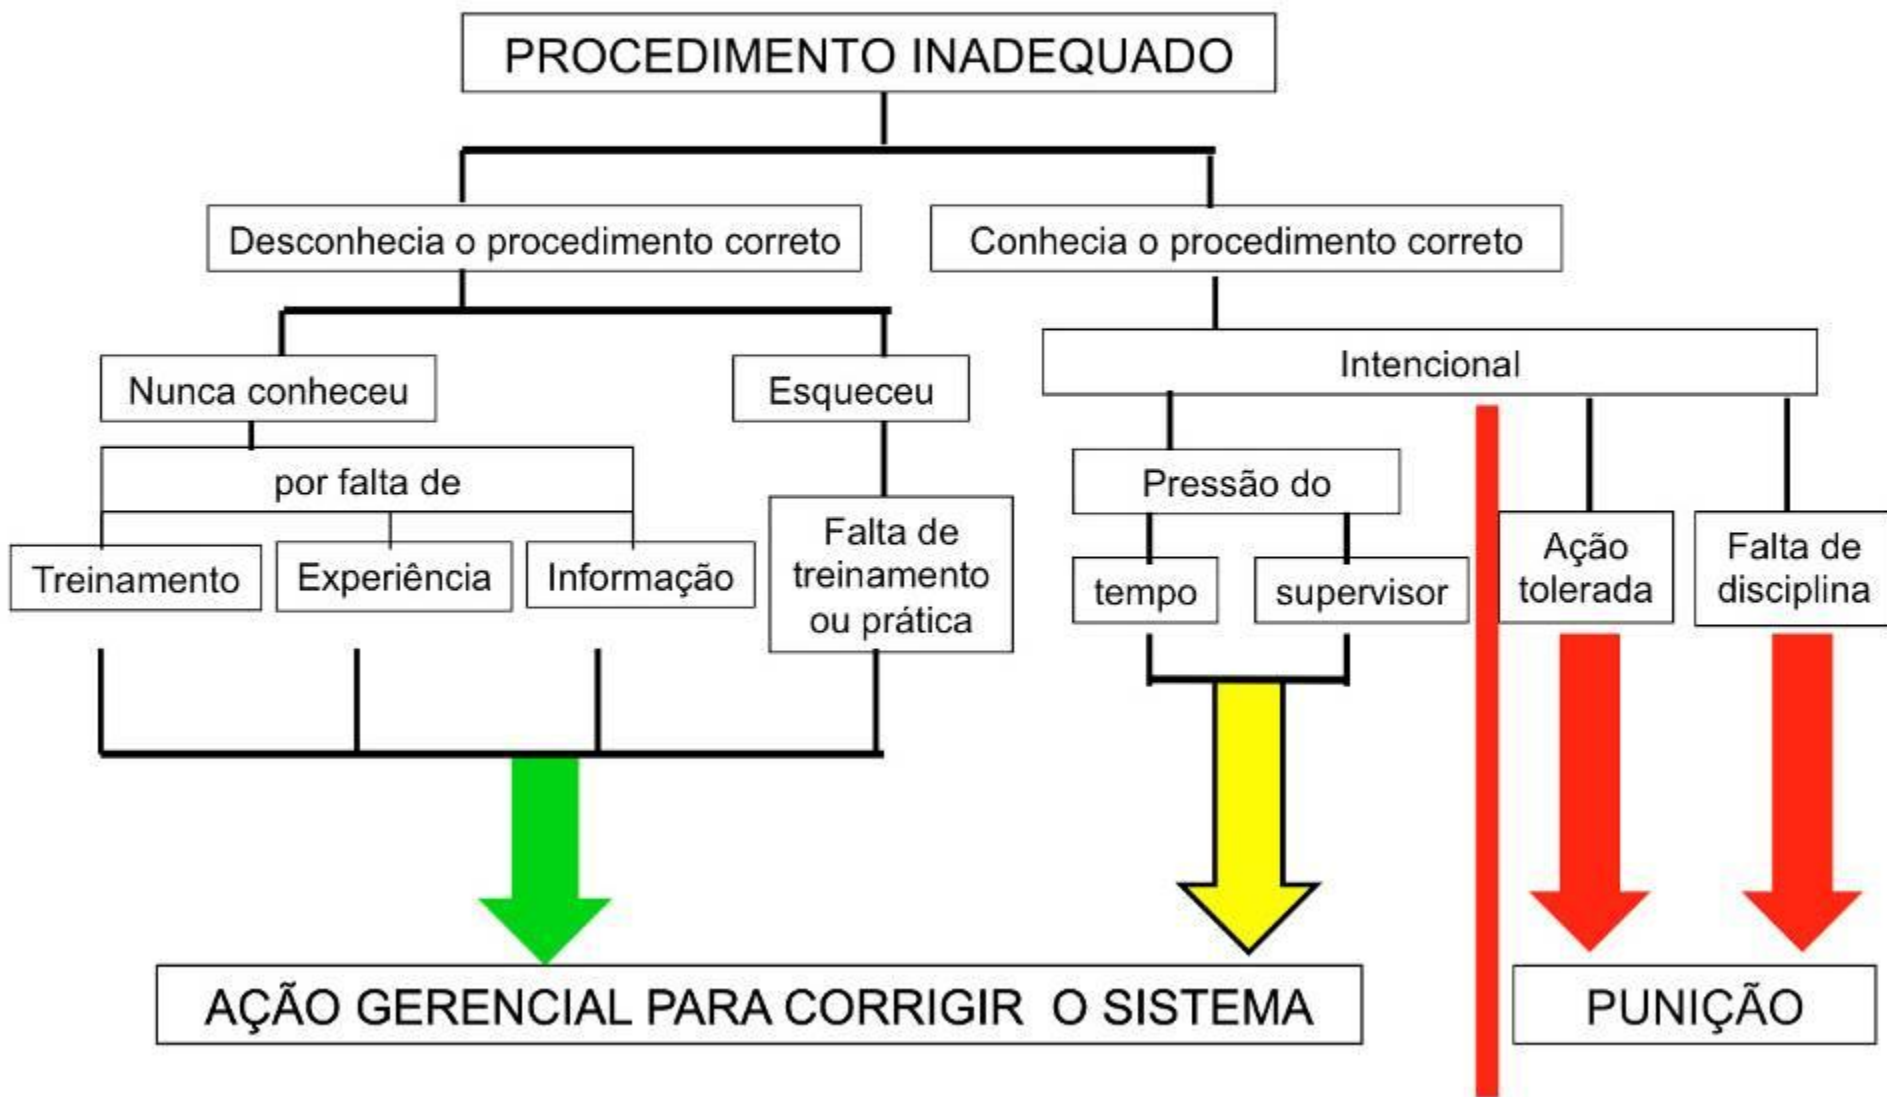 PROCEDIMENTO INADEQUADO
Desconhecia o procedimento correto
Conhecia o procedimento correto
Intencional
Nunca conheceu
Esqueceu
por falta de
Pressão do
Treinamento
Experiência
Informação
Falta de
treinamento
ou prática
tempo
supervisor
Ação
tolerada
Falta de
disciplina
AÇÃO GERENCIAL PARA CORRIGIR O SISTEMA
PUNIÇÃO